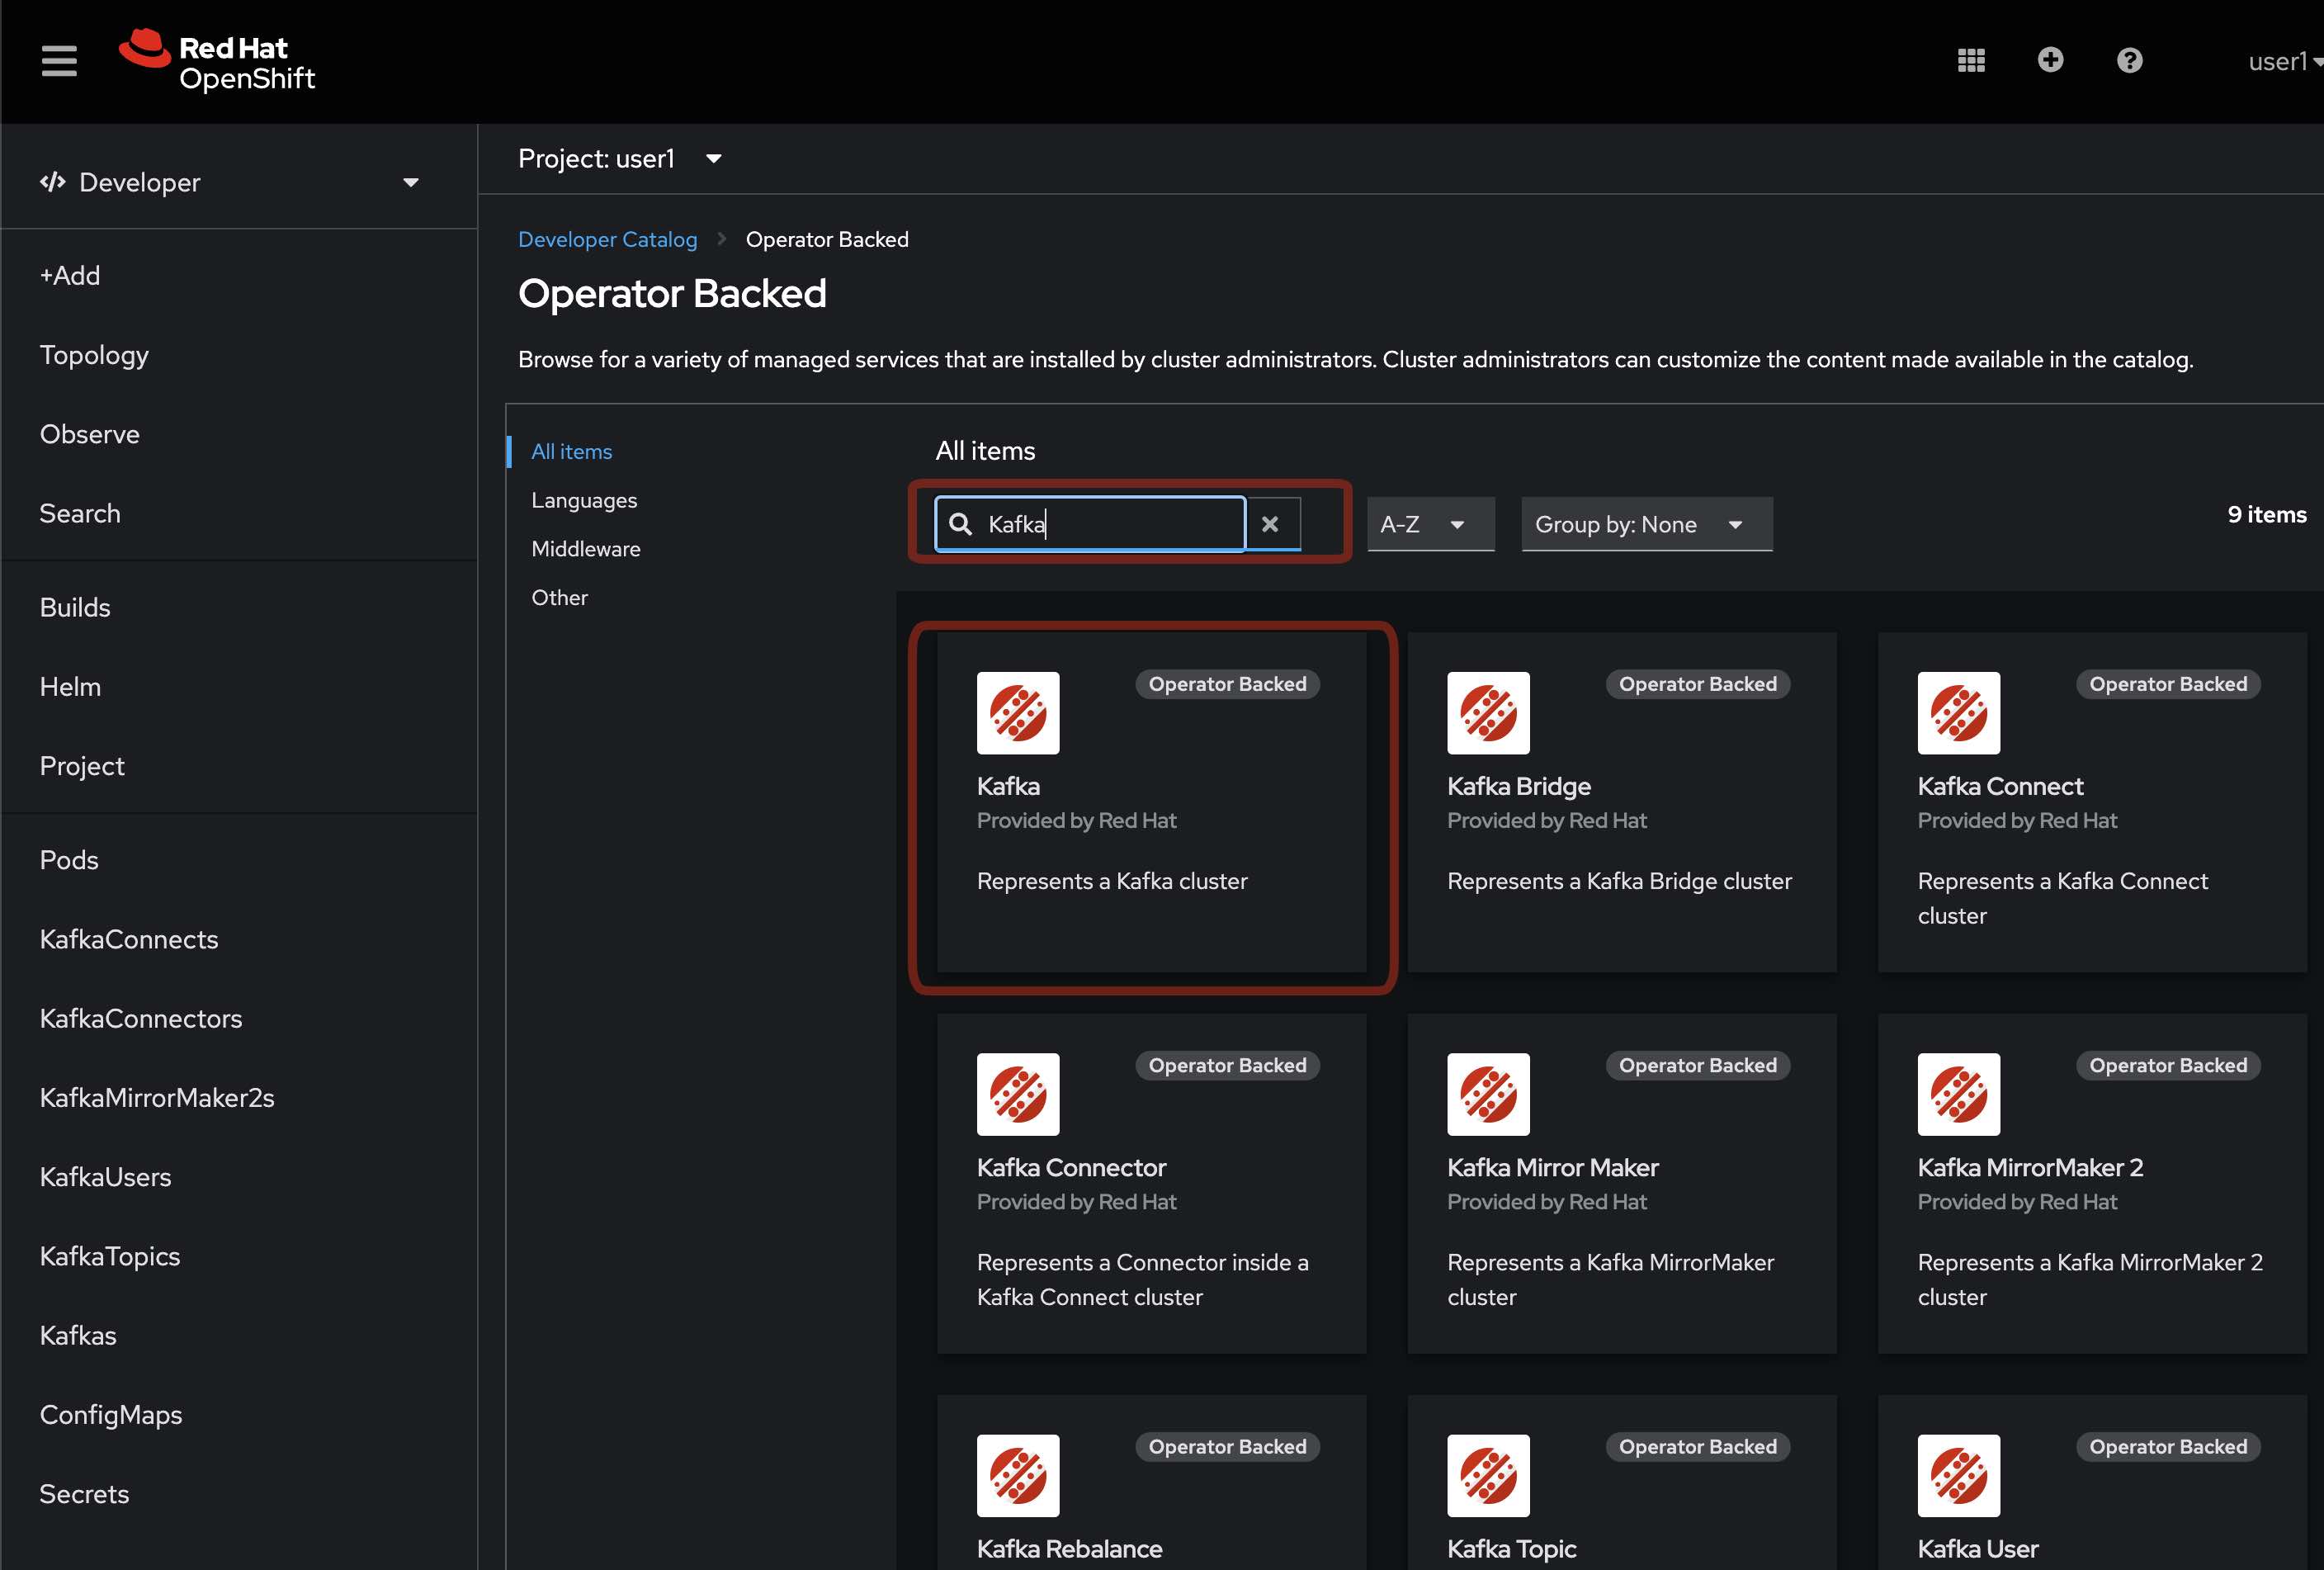 Red Hat
OpenShift
user1
Developer
+Add
Topology
Observe
Search
Builds
Helm
Project
Pods
KafkaConnects
KafkaConnectors
KafkaMirrorMaker2s
KafkaUsers
KafkaTopics
Kafkas
ConfigMaps
Secrets
Project: user1
Developer Catalog > Operator Backed
Operator Backed
Browse for a variety of managed services that are installed by cluster administrators. Cluster administrators can customize the content made available in the catalog.
All items
Languages
Middleware
Other
All items
Kafka
A-Z
Group by: None
9 items
Operator Backed
Kafka
Provided by Red Hat
Represents a Kafka cluster
Operator Backed
Kafka Bridge
Provided by Red Hat
Represents a Kafka Bridge cluster
Operator Backed
Kafka Connect
Provided by Red Hat
Represents a Kafka Connect
cluster
Operator Backed
Kafka Connector
Provided by Red Hat
Represents a Connector inside a
Kafka Connect cluster
Operator Backed
Kafka Mirror Maker
Provided by Red Hat
Represents a Kafka MirrorMaker
cluster
Operator Backed
Kafka MirrorMaker 2
Provided by Red Hat
Represents a Kafka MirrorMaker 2
cluster
Operator Backed
Kafka Rebalance
Operator Backed
Kafka Topic
Operator Backed
Kafka User